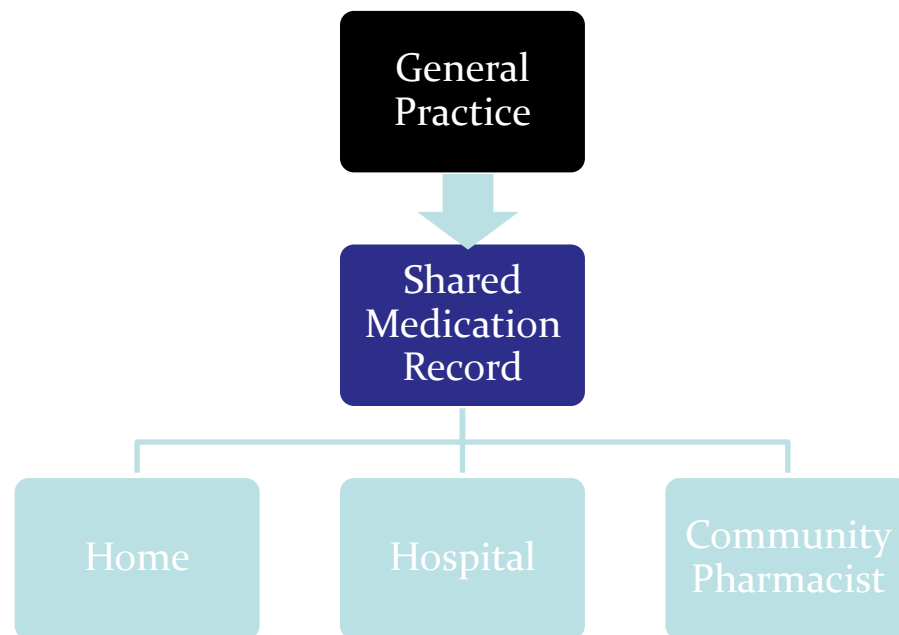 General
Practice
Shared
Medication
Record
Home
Hospital
Community
Pharmacist